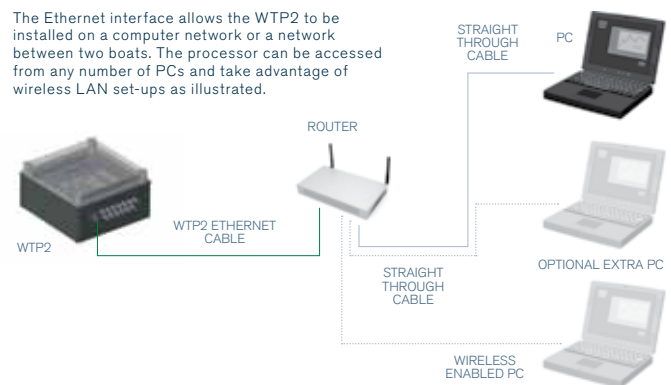 The Ethernet interface allows the WTP2 to be
installed on a computer network or a network
between two boats. The processor can be accessed
from any number of PCs and take advantage of
wireless LAN set-ups as illustrated.
STRAIGHT
THROUGH
CABLE
PC
ROUTER
WTP2 ETHERNET
CABLE
WTP2
STRAIGHT
THROUGH
CABLE
OPTIONAL EXTRA PC
WIRELESS
ENABLED PC